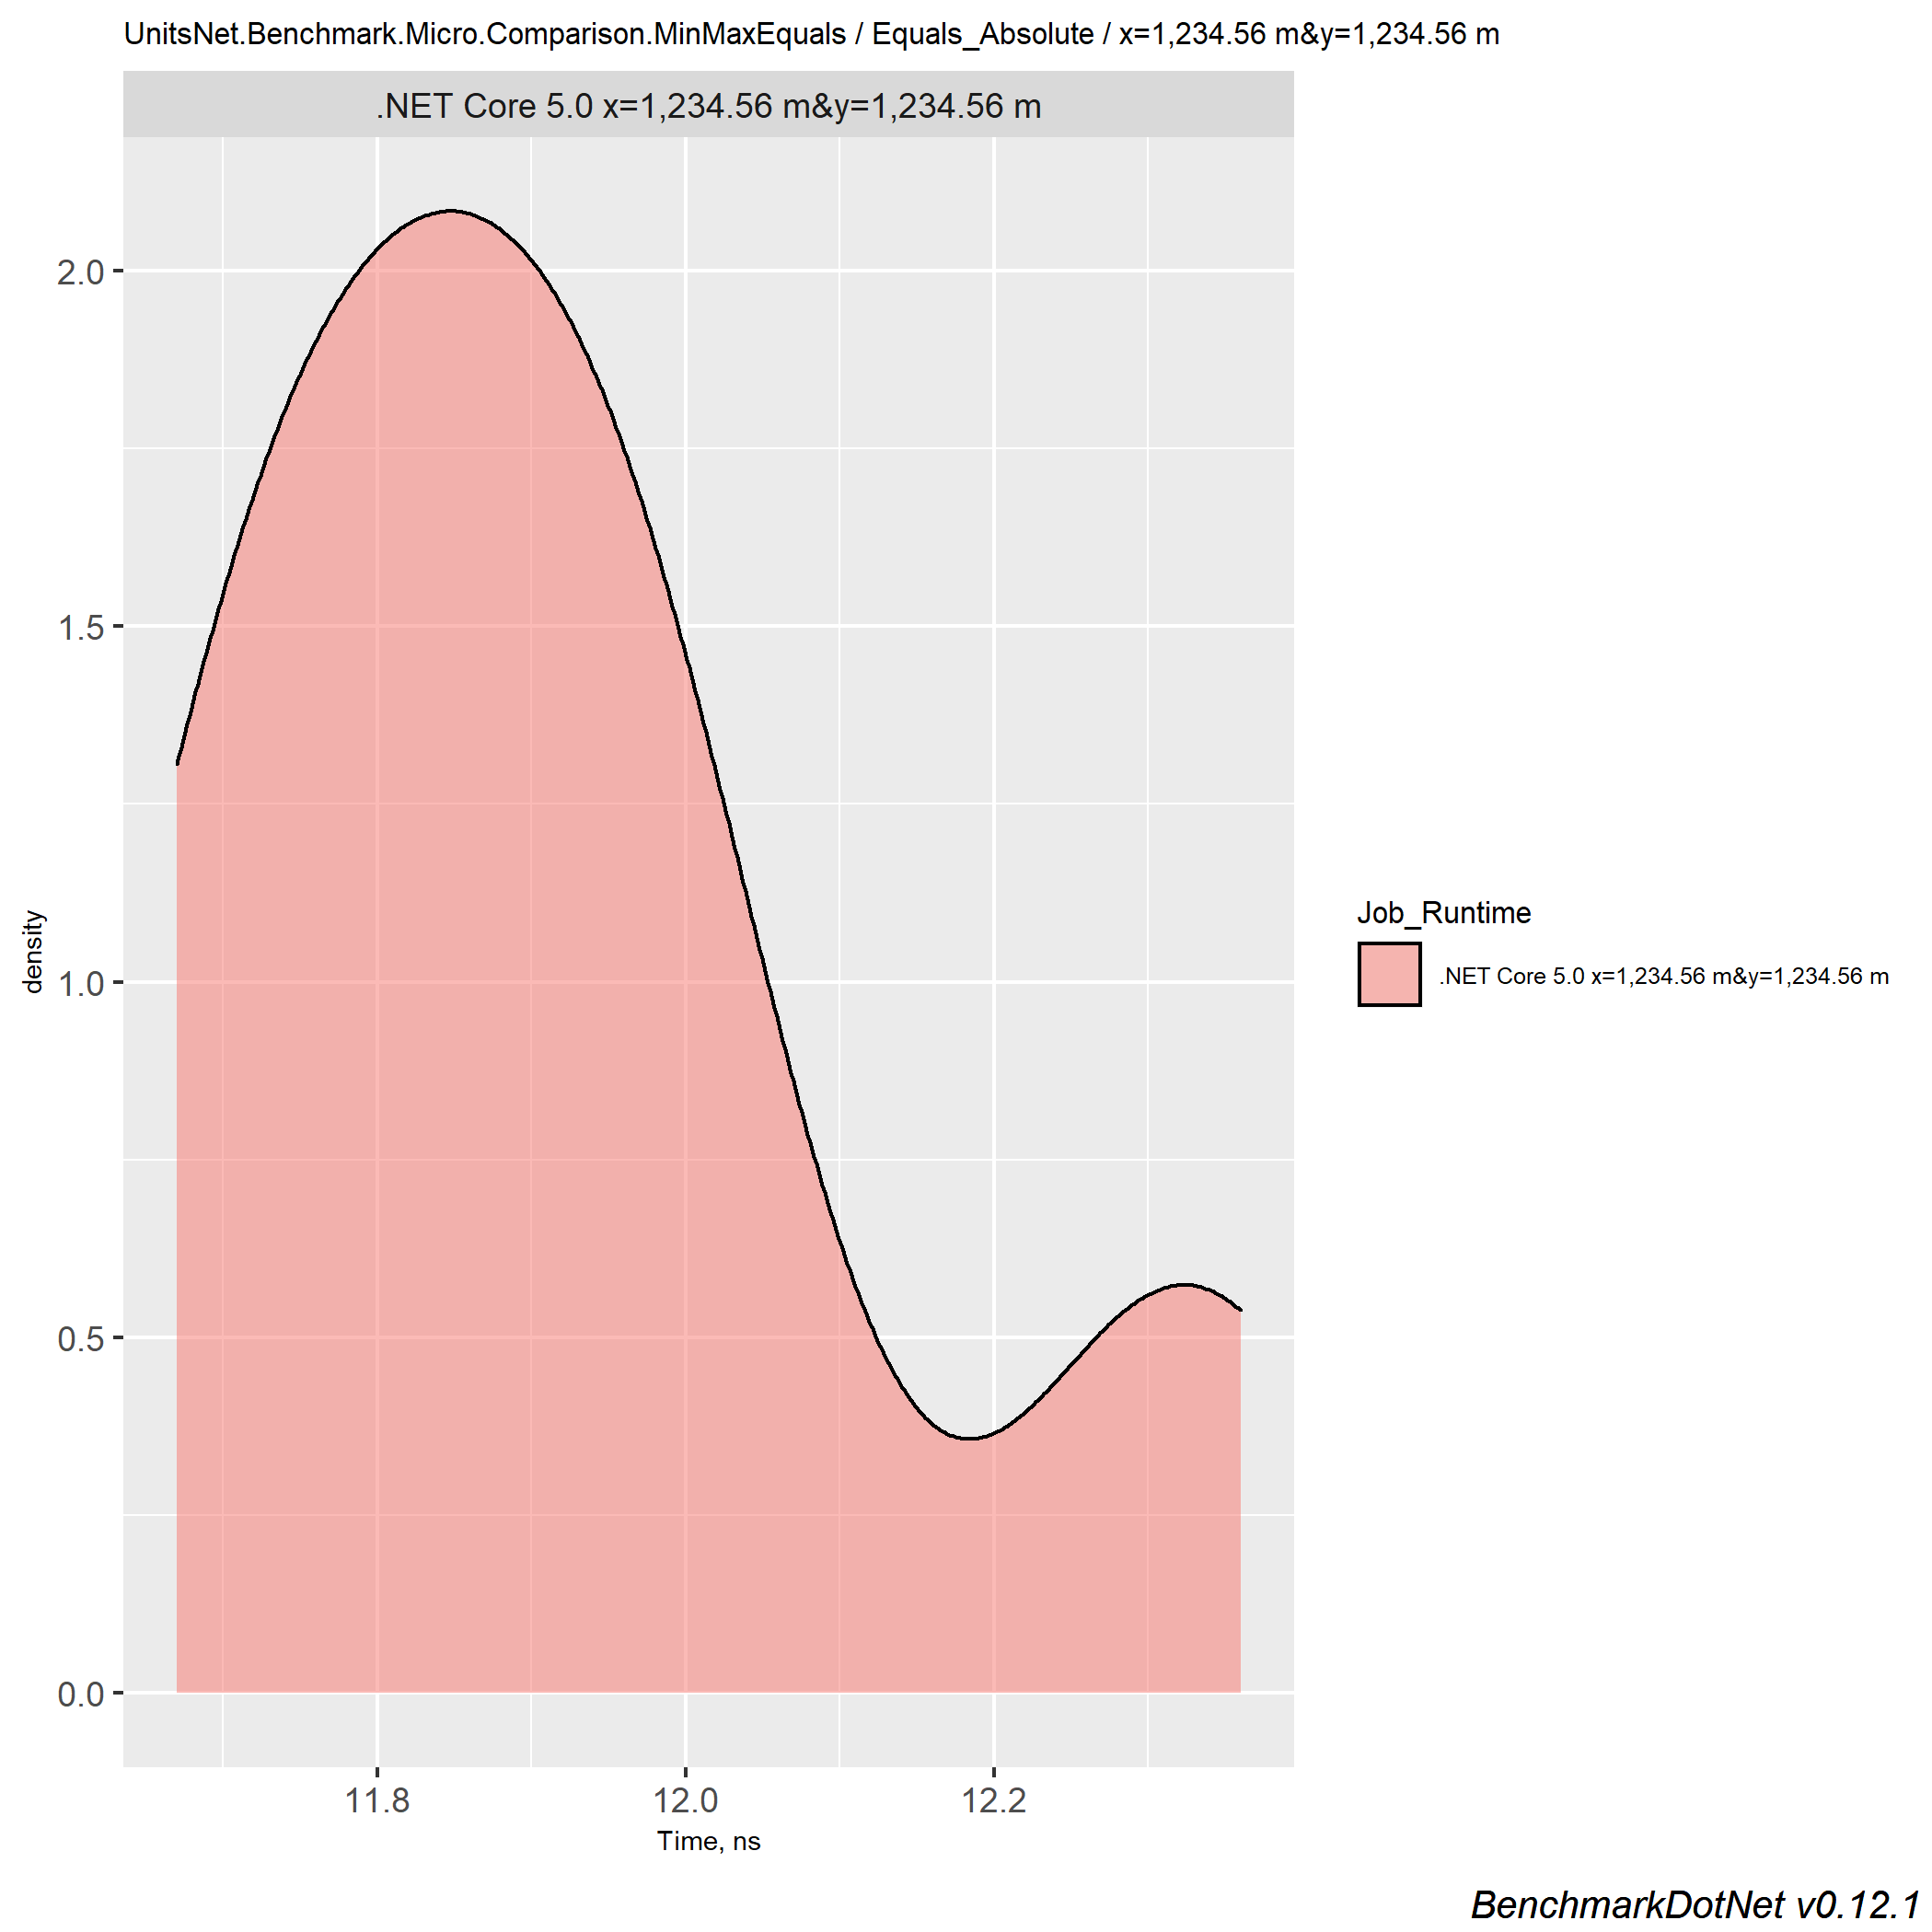 UnitsNet.Benchmark.Micro.Comparison.MinMaxEquals / Equals_Absolute / x=1,234.56 m&y=1,234.56 m
.NET Core 5.0 x=1,234.56 m&y=1,234.56 m
2.0
1.5
1.0
0.5
0.0
density
11.8 12.0 12.2
Time, ns
Job_Runtime
.NET Core 5.0 x=1,234.56 m&y=1,234.56 m
BenchmarkDotNet v0.12.1